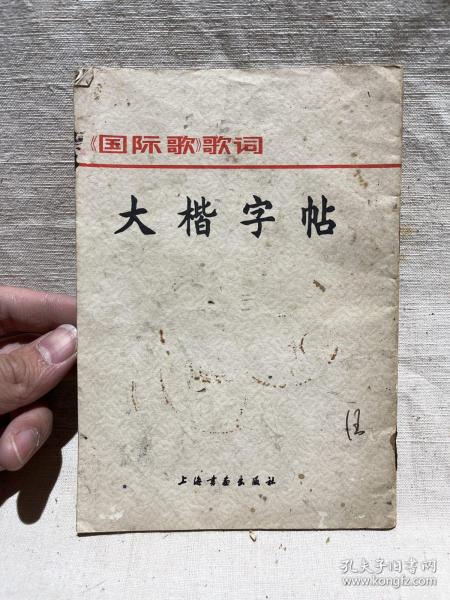 《国际歌》歌词
大楷字帖
汪
上海书画出版社
孔夫子旧书网
www.kongfz.com